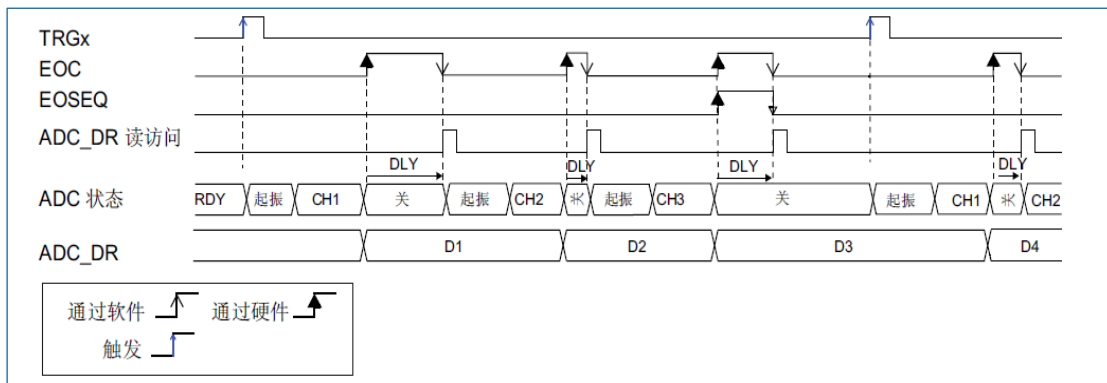 TRGx
EOC
EOSEQ
ADC_DR 读访问
DLY DLY DLY DLY
ADC 状态 RDY 起振 CH1 关 起振 CH2 关 起振 CH3 关 起振 CH1 关 CH2
ADC_DR D1 D2 D3 D4
通过软件 通过硬件
触发